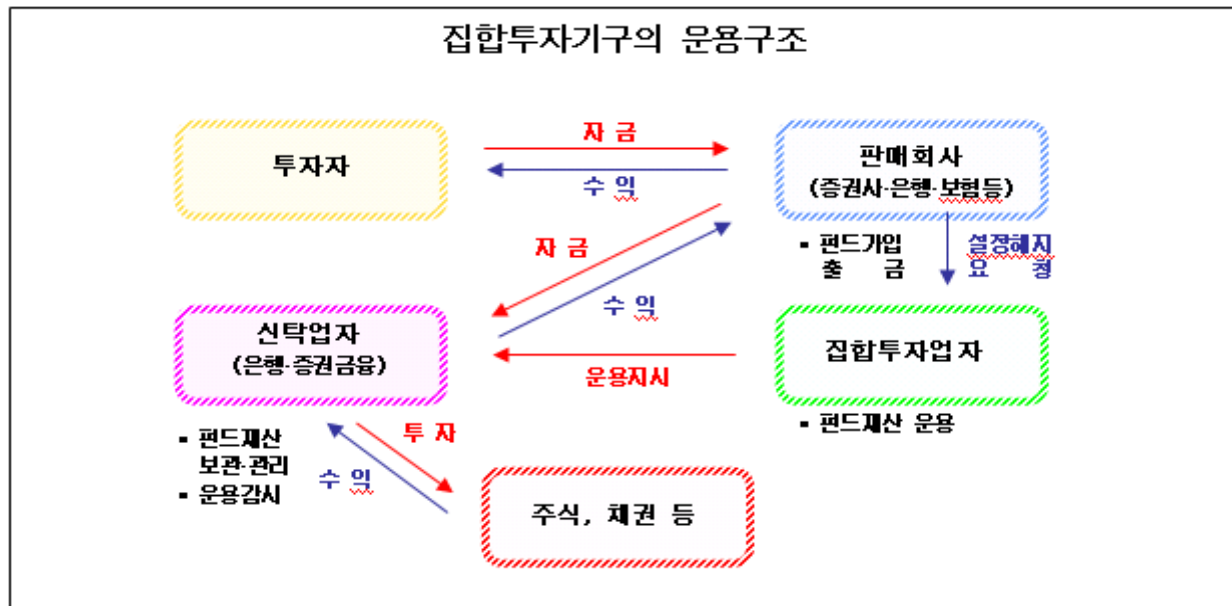 집합투자기구의 운용구조
투자자
자 금
수 익
판매회사
(증권사·은행·보험등)
▪ 펀드가입
출 금
설정해지
요 청
자 금
수 익
신탁업자
(은행·증권금융)
운용지시
집합투자업자
▪ 펀드재산 운용
▪ 펀드재산
보관·관리
▪ 운용감시
투 자
수 익
주식, 채권 등